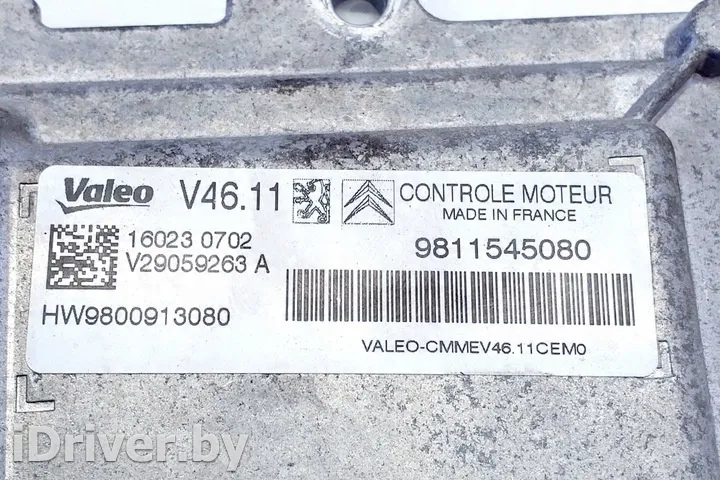 Valeo V46.11 CONTROLE MOTEUR
MADE IN FRANCE
16023 0702
V29059263 A
9811545080
HW9800913080
VALEO-CMMEV46.11CEM0
iDriver.by